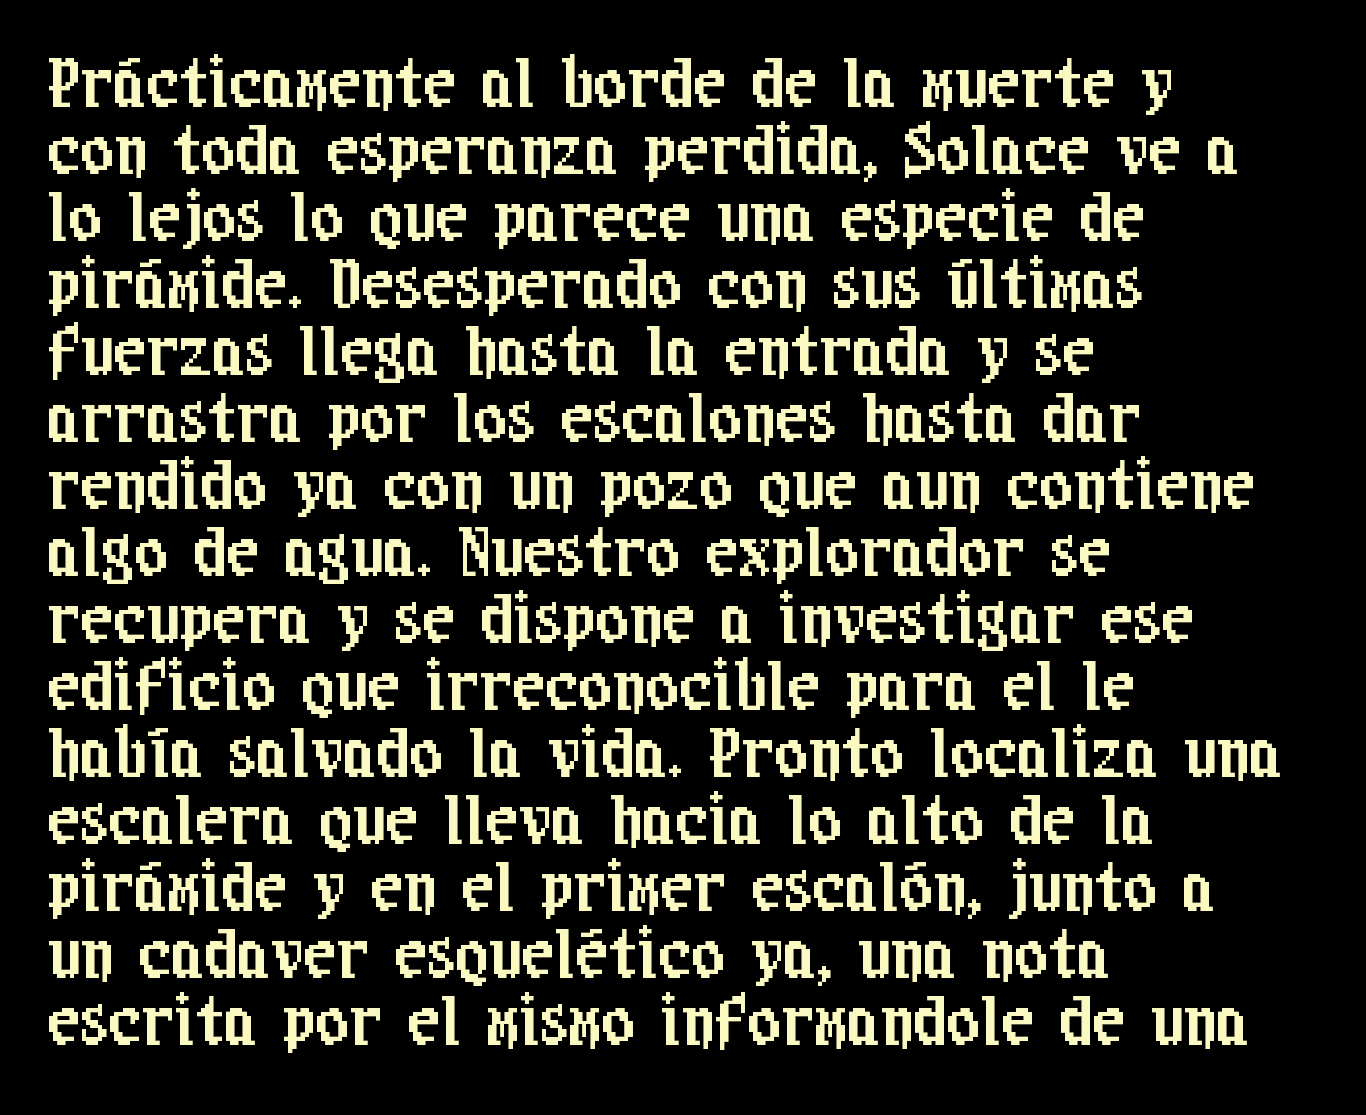 Prácticamente al borde de la muerte y
con toda esperanza perdida, Solace ve a
lo lejos lo que parece una especie de
pirámide. Desesperado con sus últimas
fuerzas llega hasta la entrada y se
arrastra por los escalones hasta dar
rendido ya con un pozo que aun contiene
algo de agua. Nuestro explorador se
recupera y se dispone a investigar ese
edificio que irreconocible para el le
había salvado la vida. Pronto localiza una
escalera que lleva hacia lo alto de la
pirámide y en el primer escalón, junto a
un cadaver esquelético ya, una nota
escrita por el mismo informandole de una